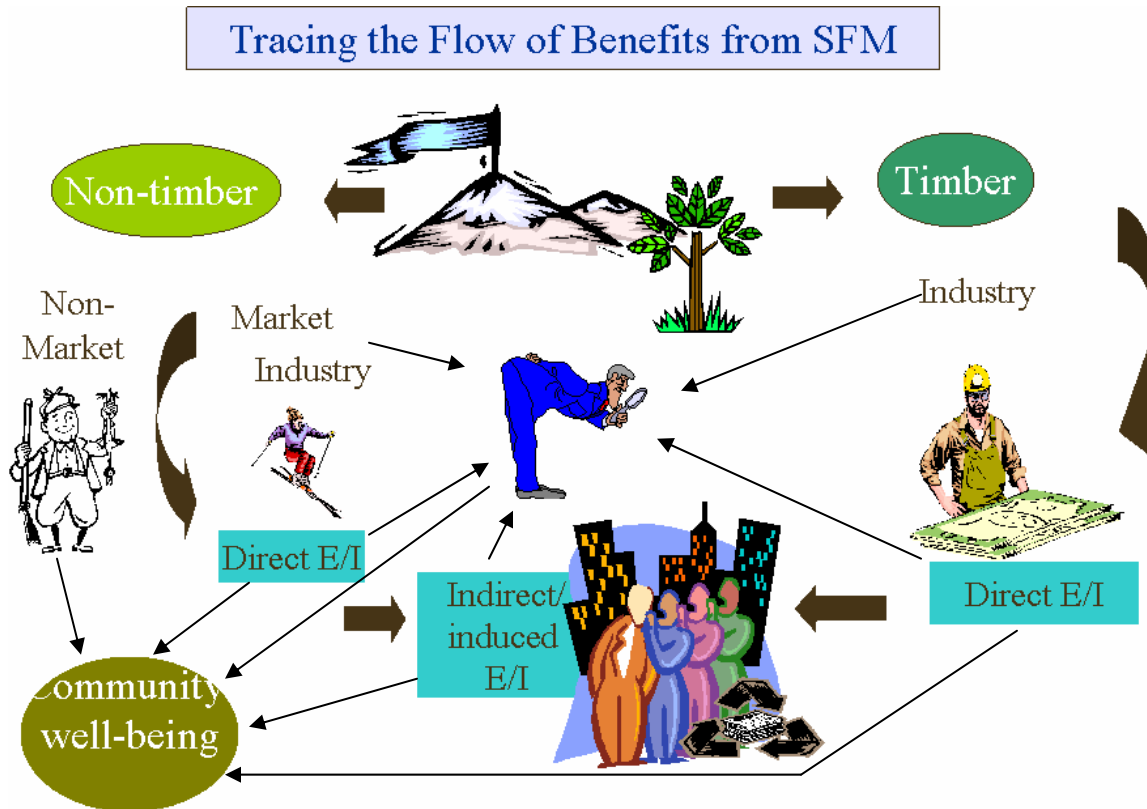 Tracing the Flow of Benefits from SFM
Non-timber
Timber
Non-
Market
Market
Industry
Industry
Direct E/I
Indirect/
induced
E/I
Direct E/I
Community
well-being